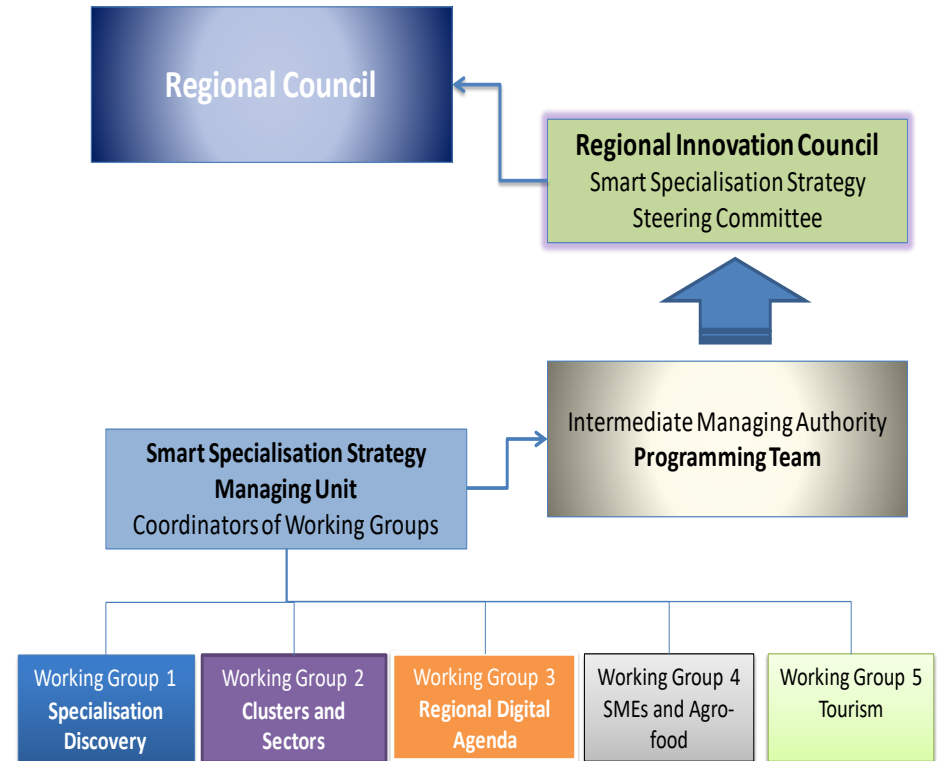 Regional Council
Regional Innovation Council
Smart Specialisation Strategy
Steering Committee
Intermediate Managing Authority
Programming Team
Smart Specialisation Strategy
Managing Unit
Coordinators of Working Groups
Working Group 1
Specialisation
Discovery
Working Group 2
Clusters and
Sectors
Working Group 3
Regional Digital
Agenda
Working Group 4
SMEs and Agro-
food
Working Group 5
Tourism